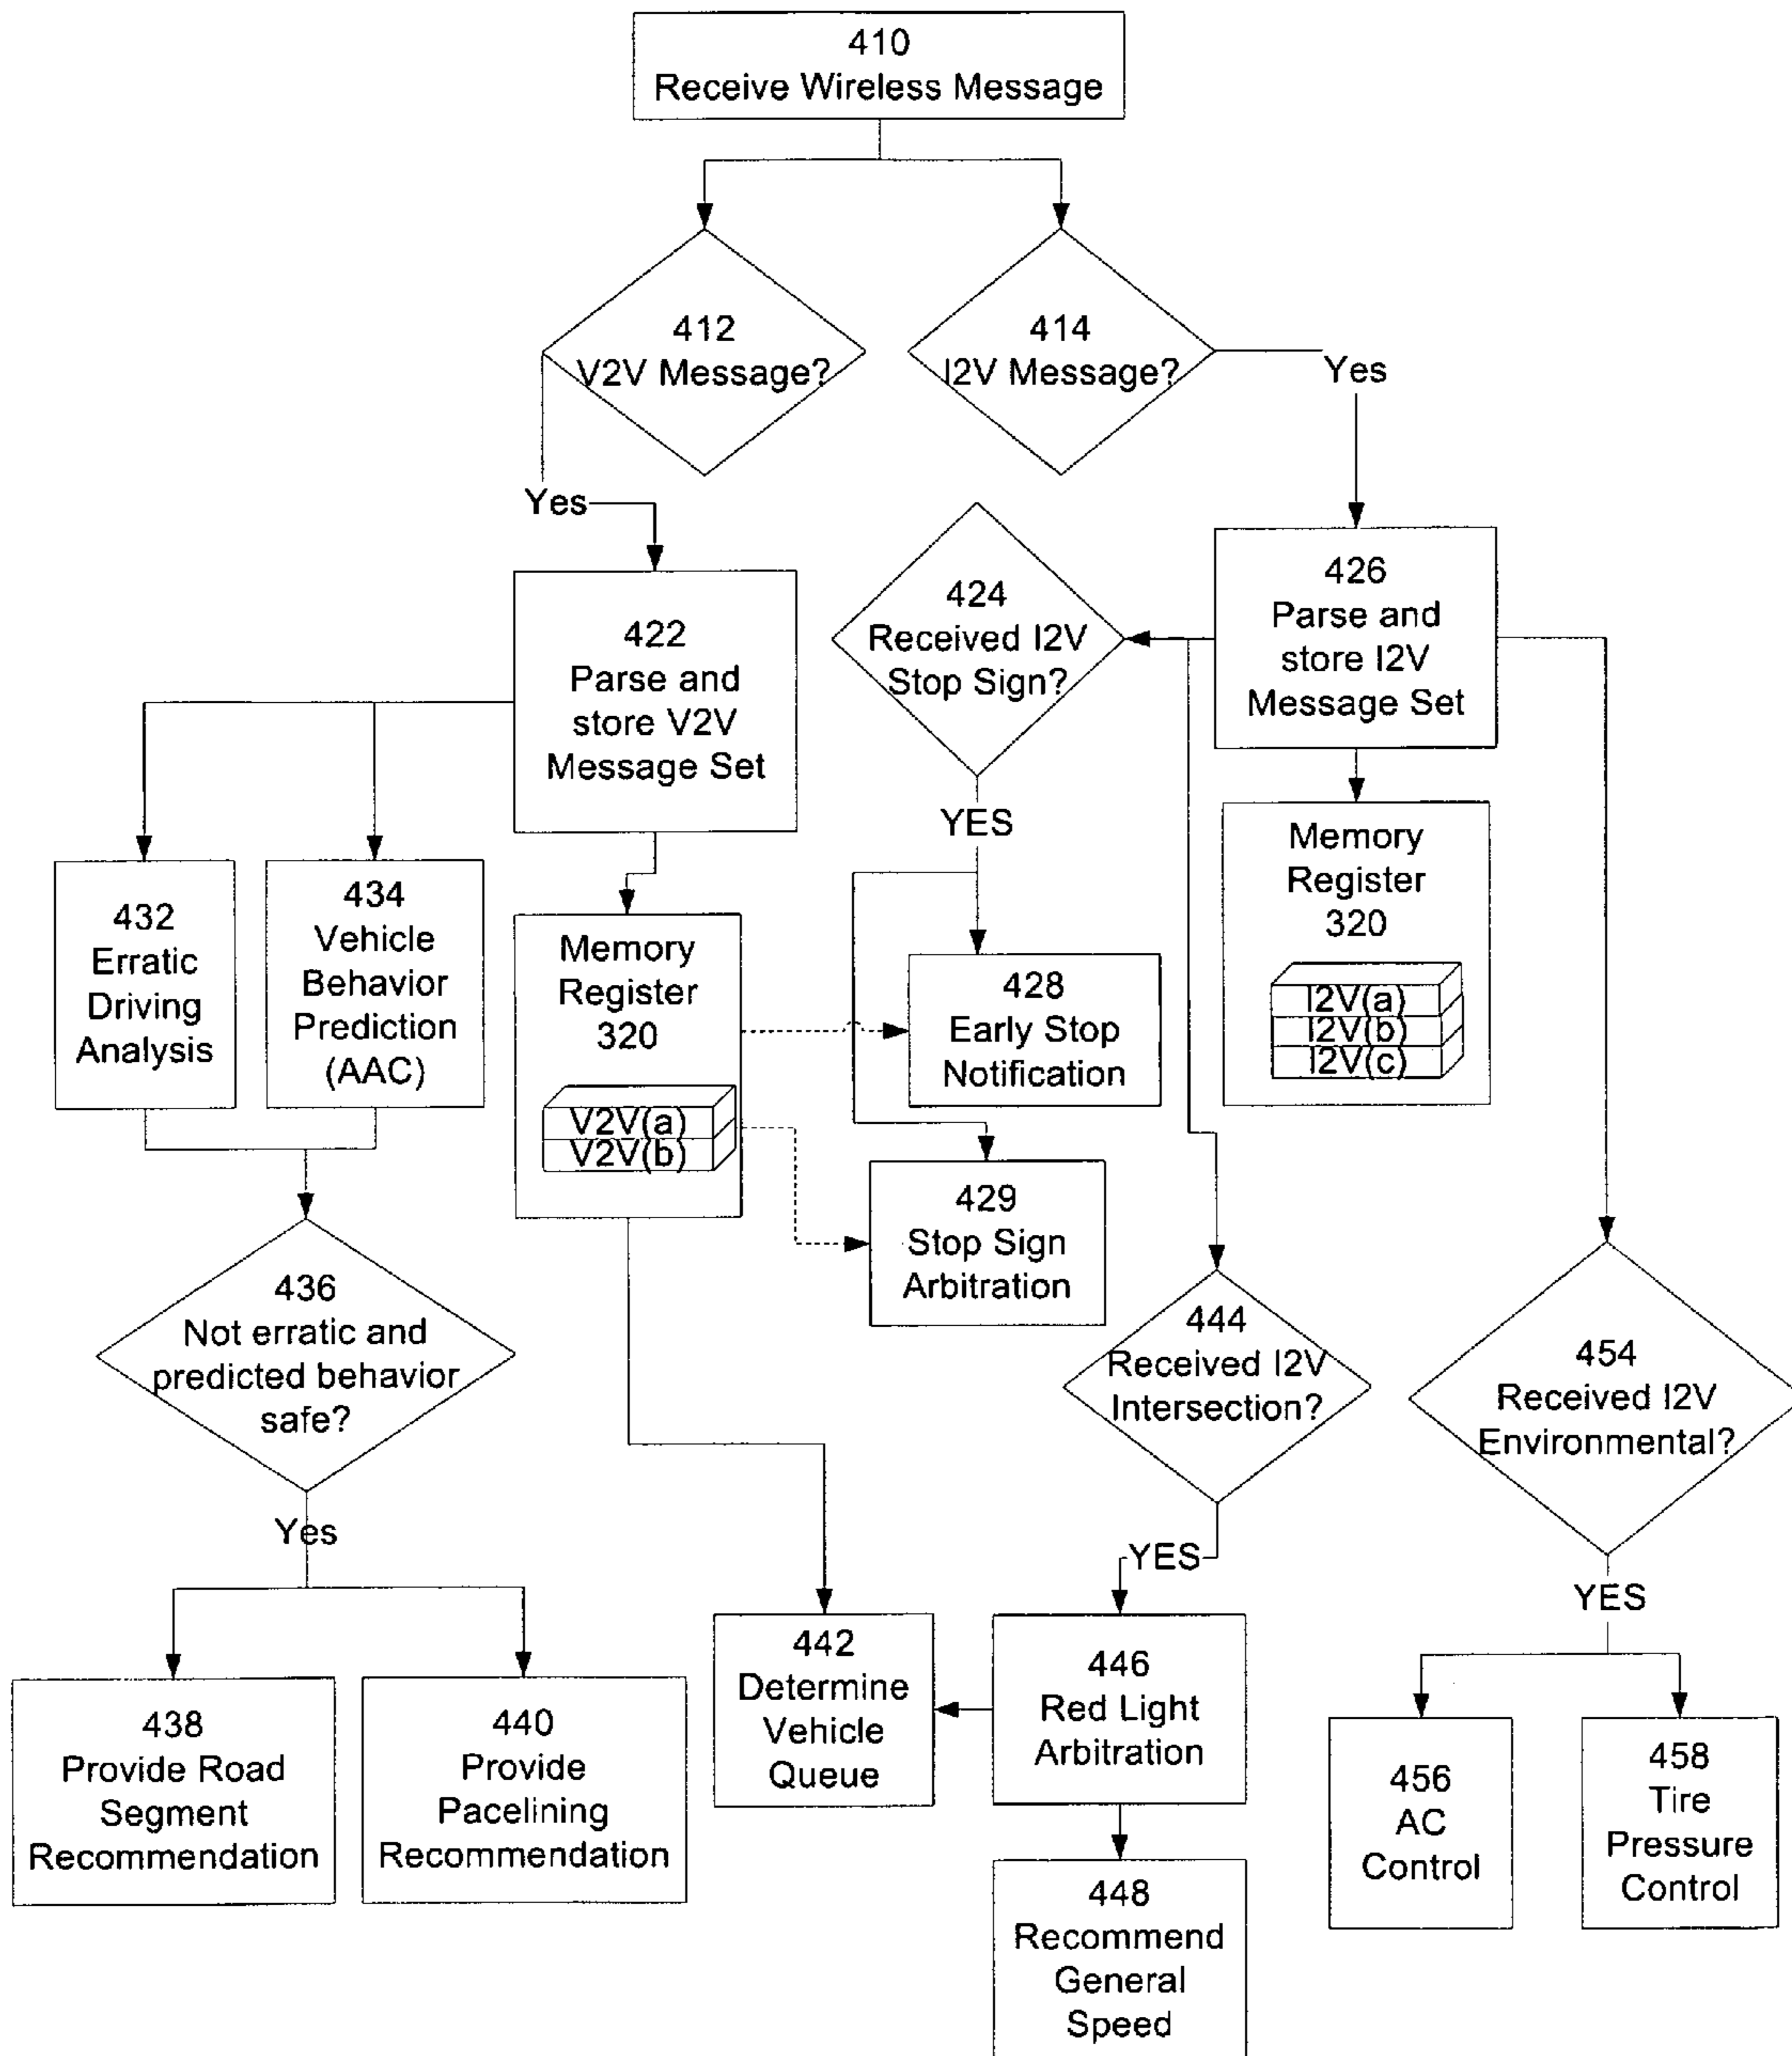 410
Receive Wireless Message
412
V2V Message?
414
I2V Message?
Yes
Yes
422
Parse and
store V2V
Message Set
424
Received I2V
Stop Sign?
426
Parse and
store I2V
Message Set
YES
432
Erratic
Driving
Analysis
434
Vehicle
Behavior
Prediction
(AAC)
Memory
Register
320
V2V(a)
V2V(b)
428
Early Stop
Notification
Memory
Register
320
I2V(a)
I2V(b)
I2V(c)
429
Stop Sign
Arbitration
436
Not erratic and
predicted behavior
safe?
444
Received I2V
Intersection?
454
Received I2V
Environmental?
Yes
YES
YES
438
Provide Road
Segment
Recommendation
440
Provide
Pacelining
Recommendation
442
Determine
Vehicle
Queue
446
Red Light
Arbitration
456
AC
Control
458
Tire
Pressure
Control
448
Recommend
General
Speed